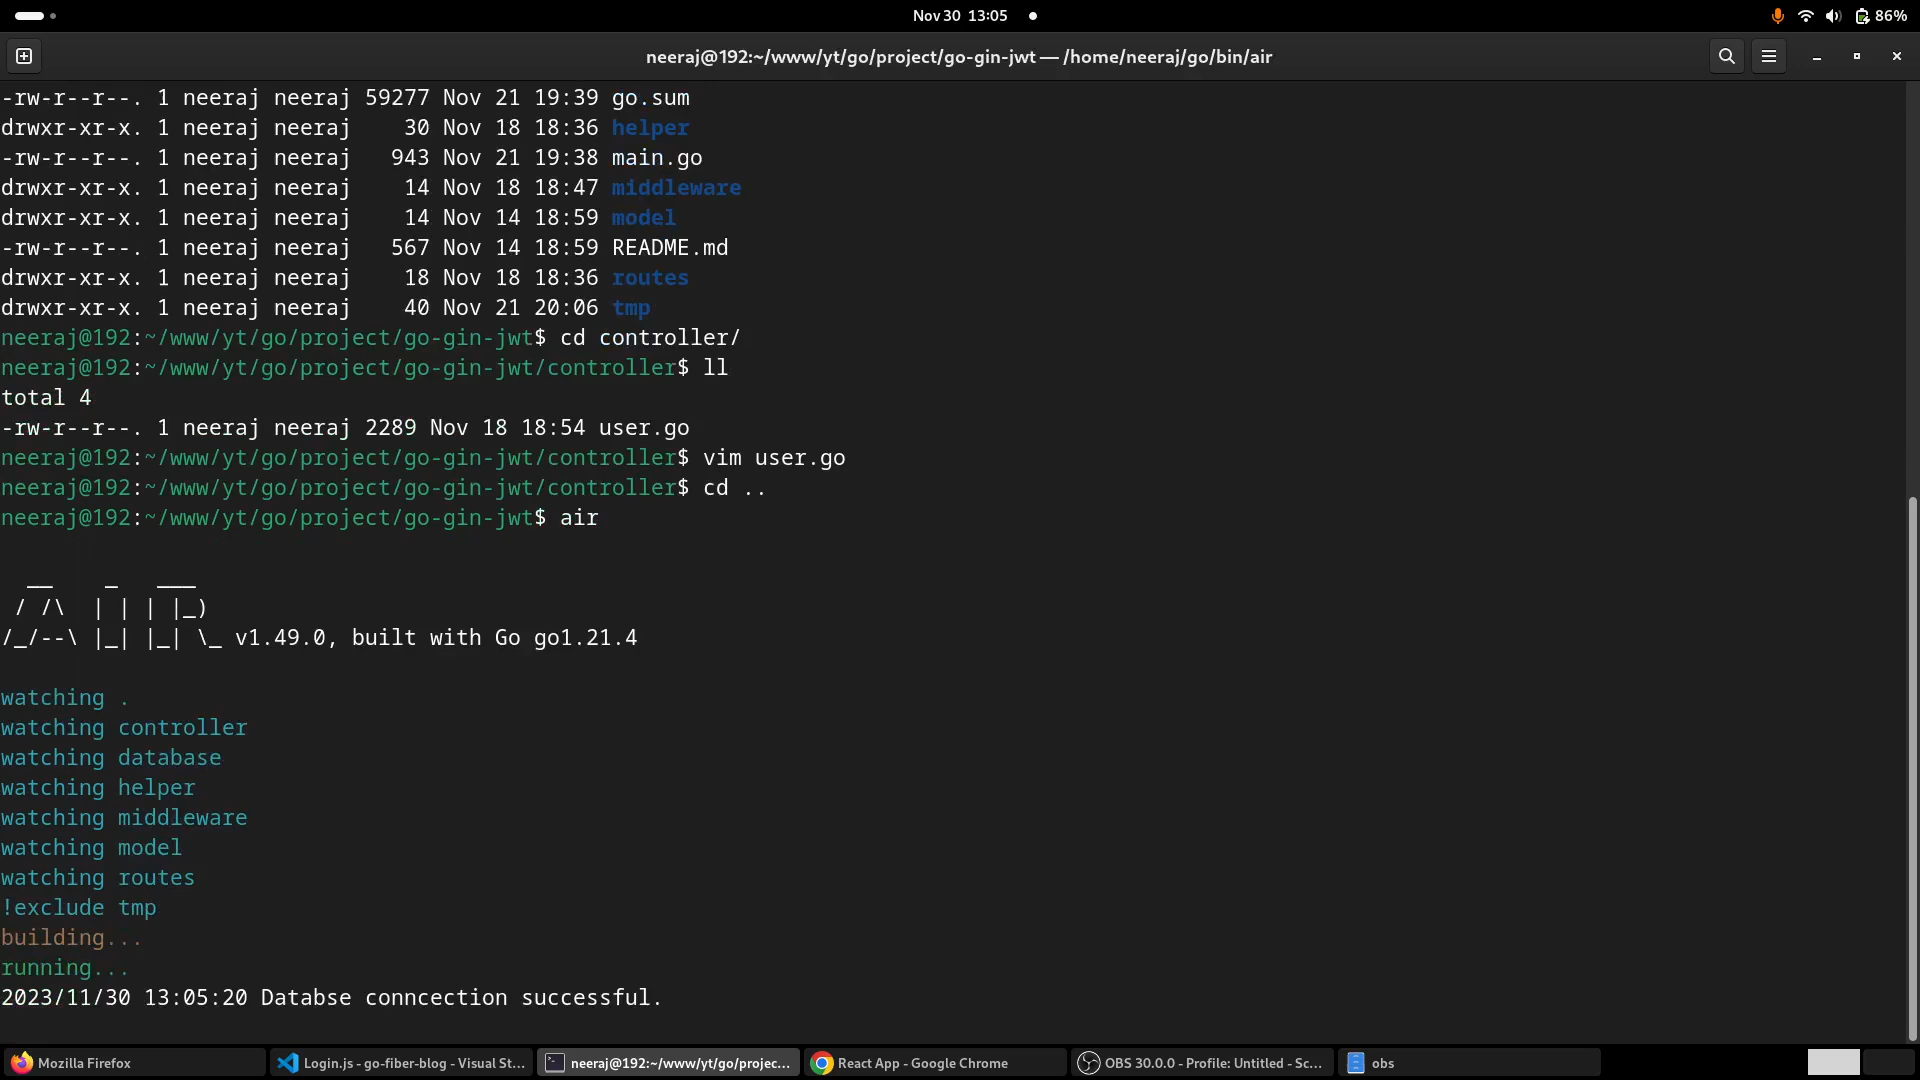 Nov 30 13:05
86%
neeraj@192:~/www/yt/go/project/go-gin-jwt — /home/neeraj/go/bin/air
-rw-r--r--. 1 neeraj neeraj 59277 Nov 21 19:39 go.sum
drwxr-xr-x. 1 neeraj neeraj    30 Nov 18 18:36 helper
-rw-r--r--. 1 neeraj neeraj   943 Nov 21 19:38 main.go
drwxr-xr-x. 1 neeraj neeraj    14 Nov 18 18:47 middleware
drwxr-xr-x. 1 neeraj neeraj    14 Nov 14 18:59 model
-rw-r--r--. 1 neeraj neeraj   567 Nov 14 18:59 README.md
drwxr-xr-x. 1 neeraj neeraj    18 Nov 18 18:36 routes
drwxr-xr-x. 1 neeraj neeraj    40 Nov 21 20:06 tmp
neeraj@192:~/www/yt/go/project/go-gin-jwt$ cd controller/
neeraj@192:~/www/yt/go/project/go-gin-jwt/controller$ ll
total 4
-rw-r--r--. 1 neeraj neeraj 2289 Nov 18 18:54 user.go
neeraj@192:~/www/yt/go/project/go-gin-jwt/controller$ vim user.go
neeraj@192:~/www/yt/go/project/go-gin-jwt/controller$ cd ..
neeraj@192:~/www/yt/go/project/go-gin-jwt$ air
  __    _   ___
 / /\  | | | |_)
/_/--\ |_| |_| \_ v1.49.0, built with Go go1.21.4
watching .
watching controller
watching database
watching helper
watching middleware
watching model
watching routes
!exclude tmp
building...
running...
2023/11/30 13:05:20 Databse conncection successful.
Mozilla Firefox
Login.js - go-fiber-blog - Visual St...
neeraj@192:~/www/yt/go/projec...
React App - Google Chrome
OBS 30.0.0 - Profile: Untitled - Sc...
obs